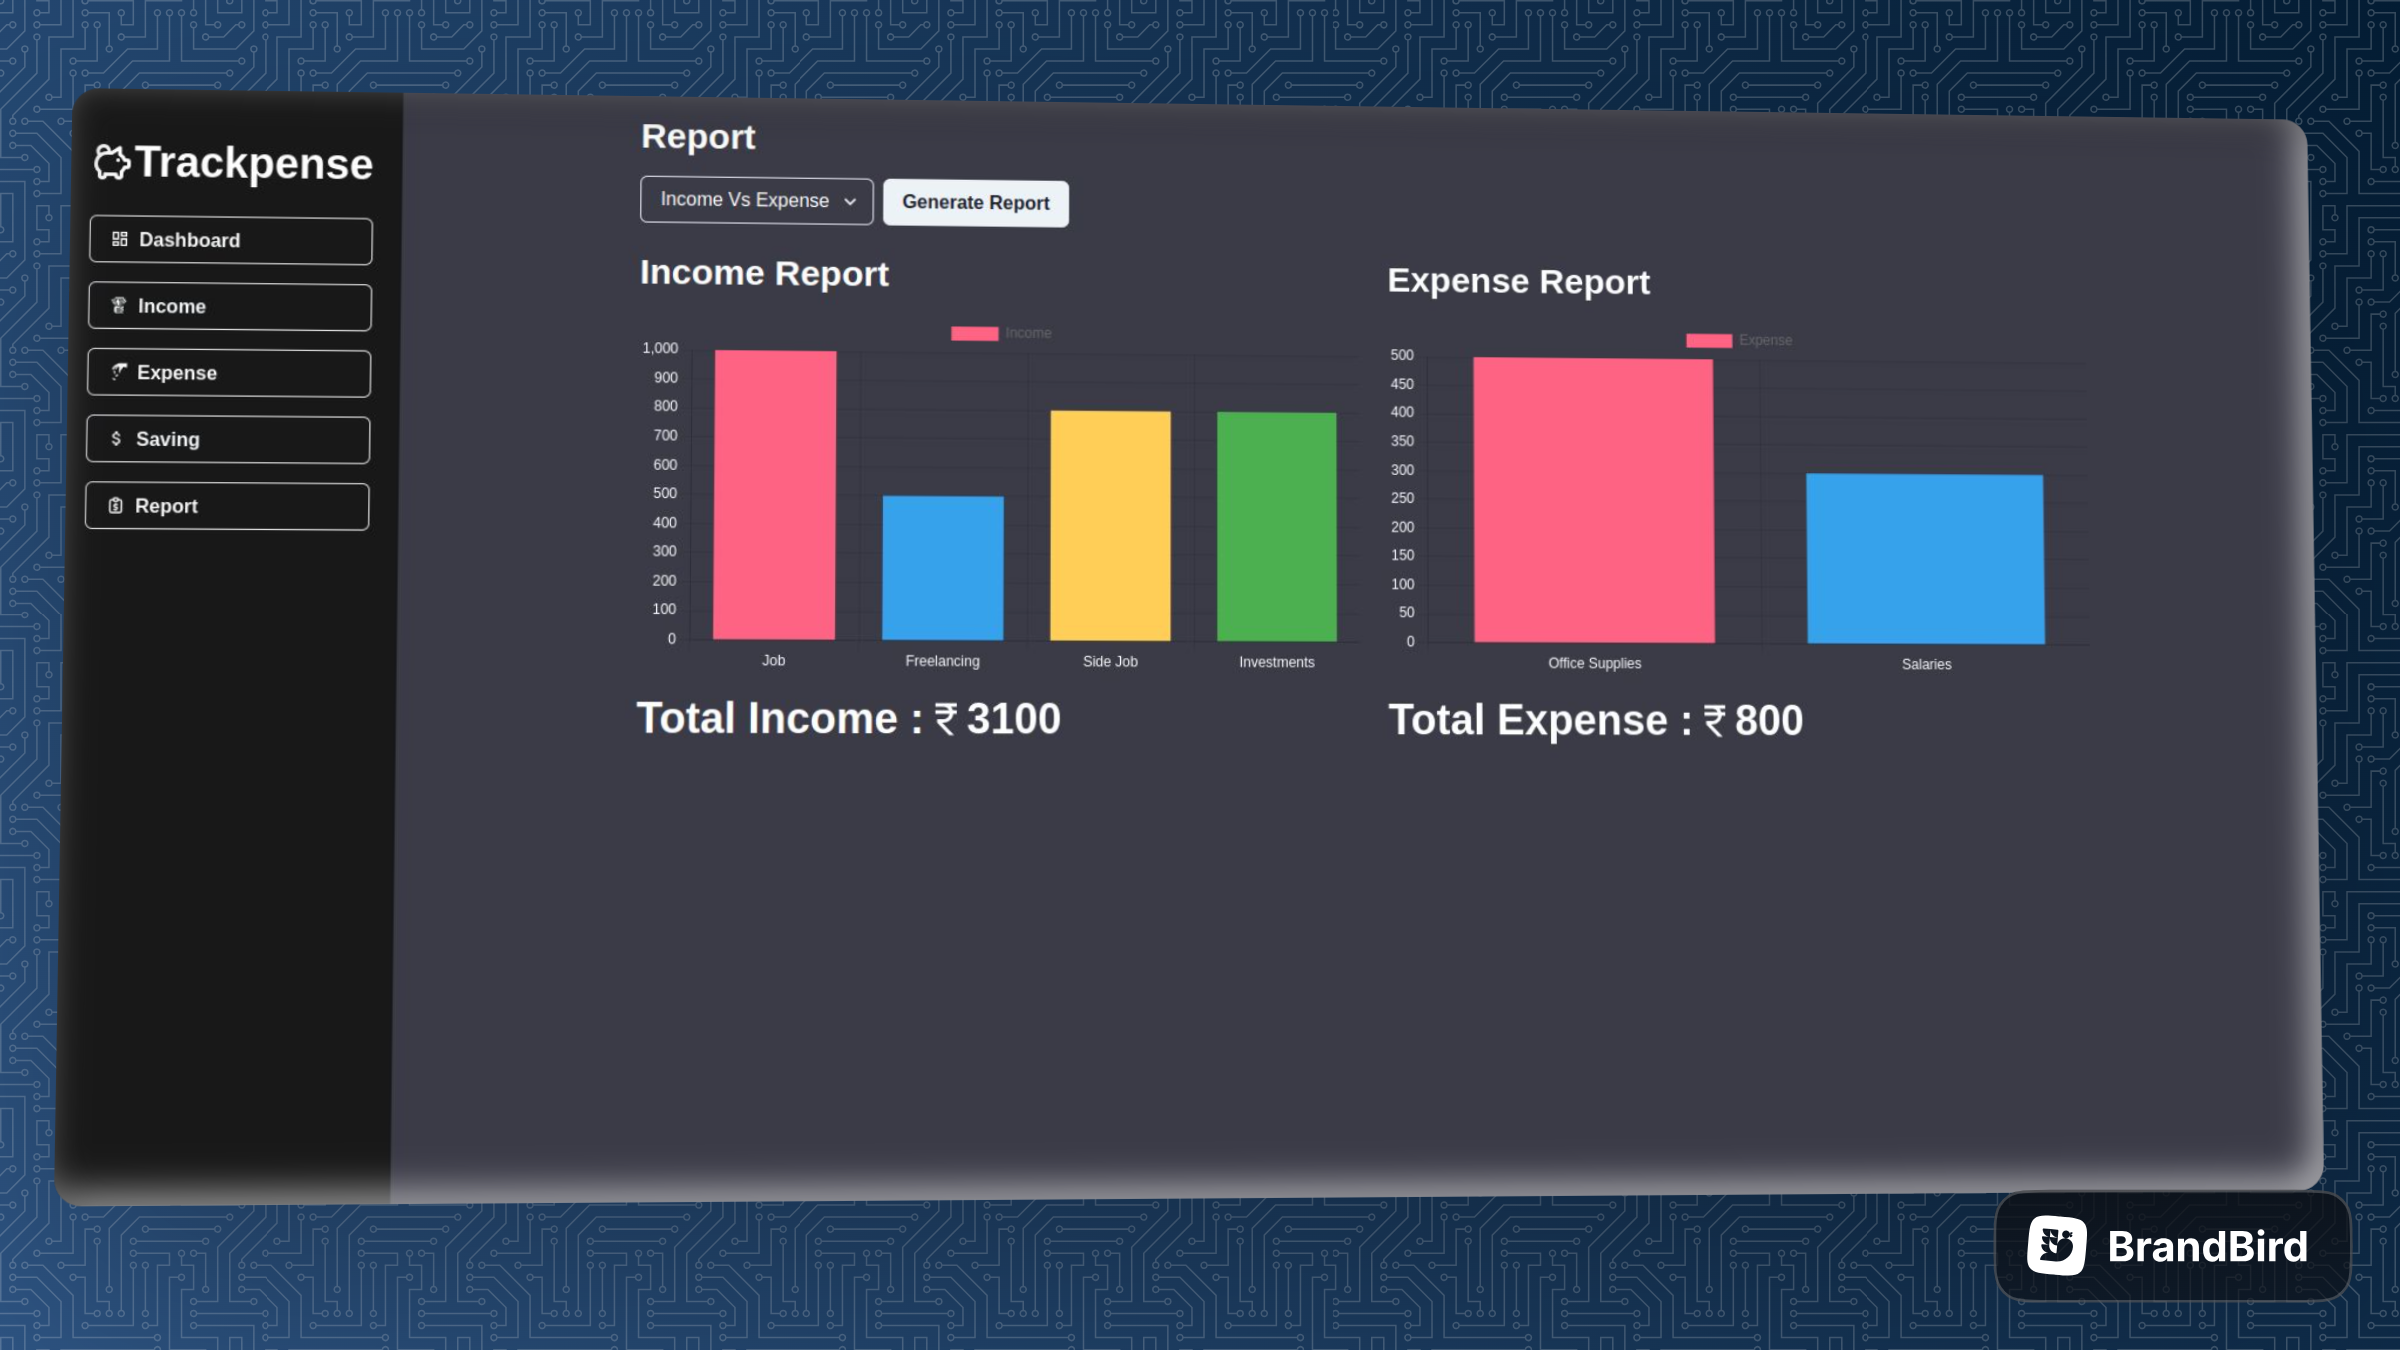 Trackpense
Dashboard
Income
Expense
Saving
Report
Report
Income Vs Expense
Generate Report
Income Report
Income
1,000
900
800
700
600
500
400
300
200
100
0
Job
Freelancing
Side Job
Investments
Total Income : ₹ 3100
Expense Report
Expense
500
450
400
350
300
250
200
150
100
50
0
Office Supplies
Salaries
Total Expense : ₹ 800
BrandBird